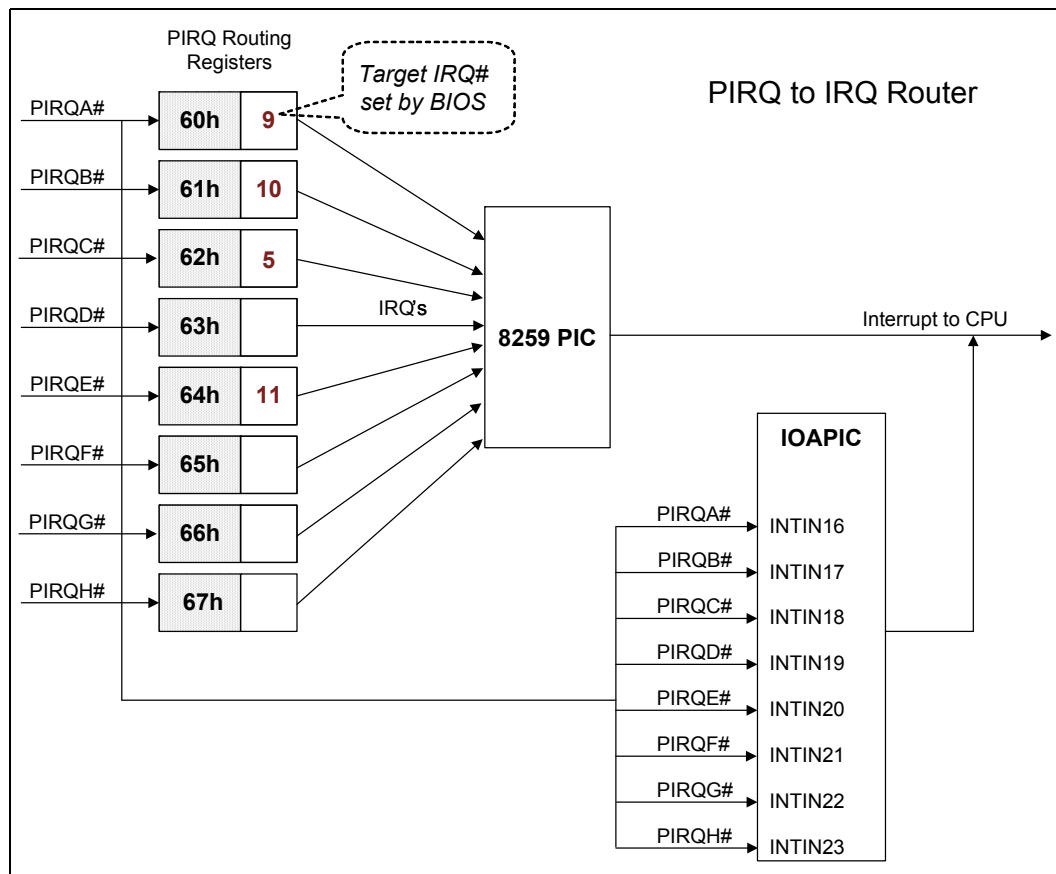 PIRQ Routing
Registers
Target IRQ#
set by BIOS
PIRQ to IRQ Router
PIRQA#
60h
9
PIRQB#
61h
10
PIRQC#
62h
5
PIRQD#
63h
IRQ's
PIRQE#
64h
11
PIRQF#
65h
PIRQG#
66h
PIRQH#
67h
8259 PIC
Interrupt to CPU
IOAPIC
PIRQA#
INTIN16
PIRQB#
INTIN17
PIRQC#
INTIN18
PIRQD#
INTIN19
PIRQE#
INTIN20
PIRQF#
INTIN21
PIRQG#
INTIN22
PIRQH#
INTIN23